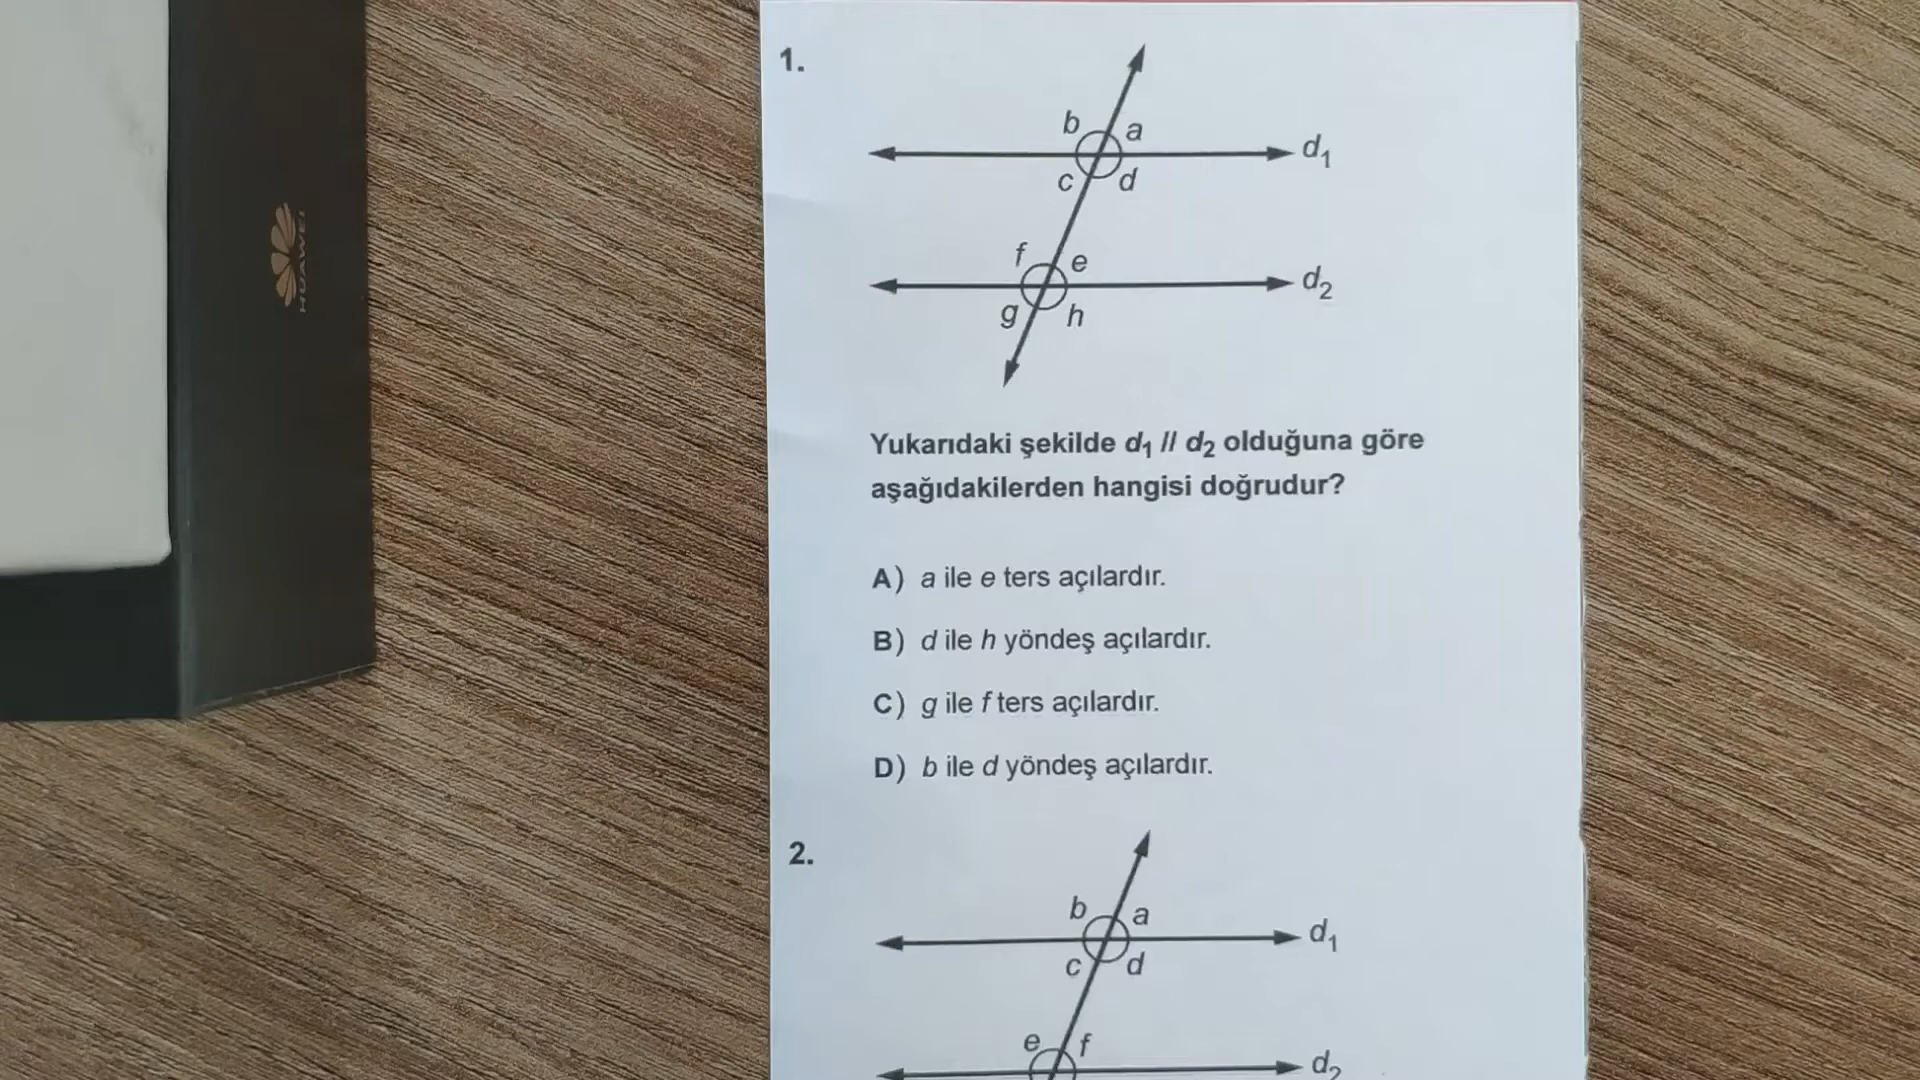 HUAWEI
1.
b a
d1
c d
f e
d2
g h
Yukarıdaki şekilde d1 // d2 olduğuna göre
aşağıdakilerden hangisi doğrudur?
A) a ile e ters açılardır.
B) d ile h yöndeş açılardır.
C) g ile f ters açılardır.
D) b ile d yöndeş açılardır.
2.
b a
d1
c d
e f
d2